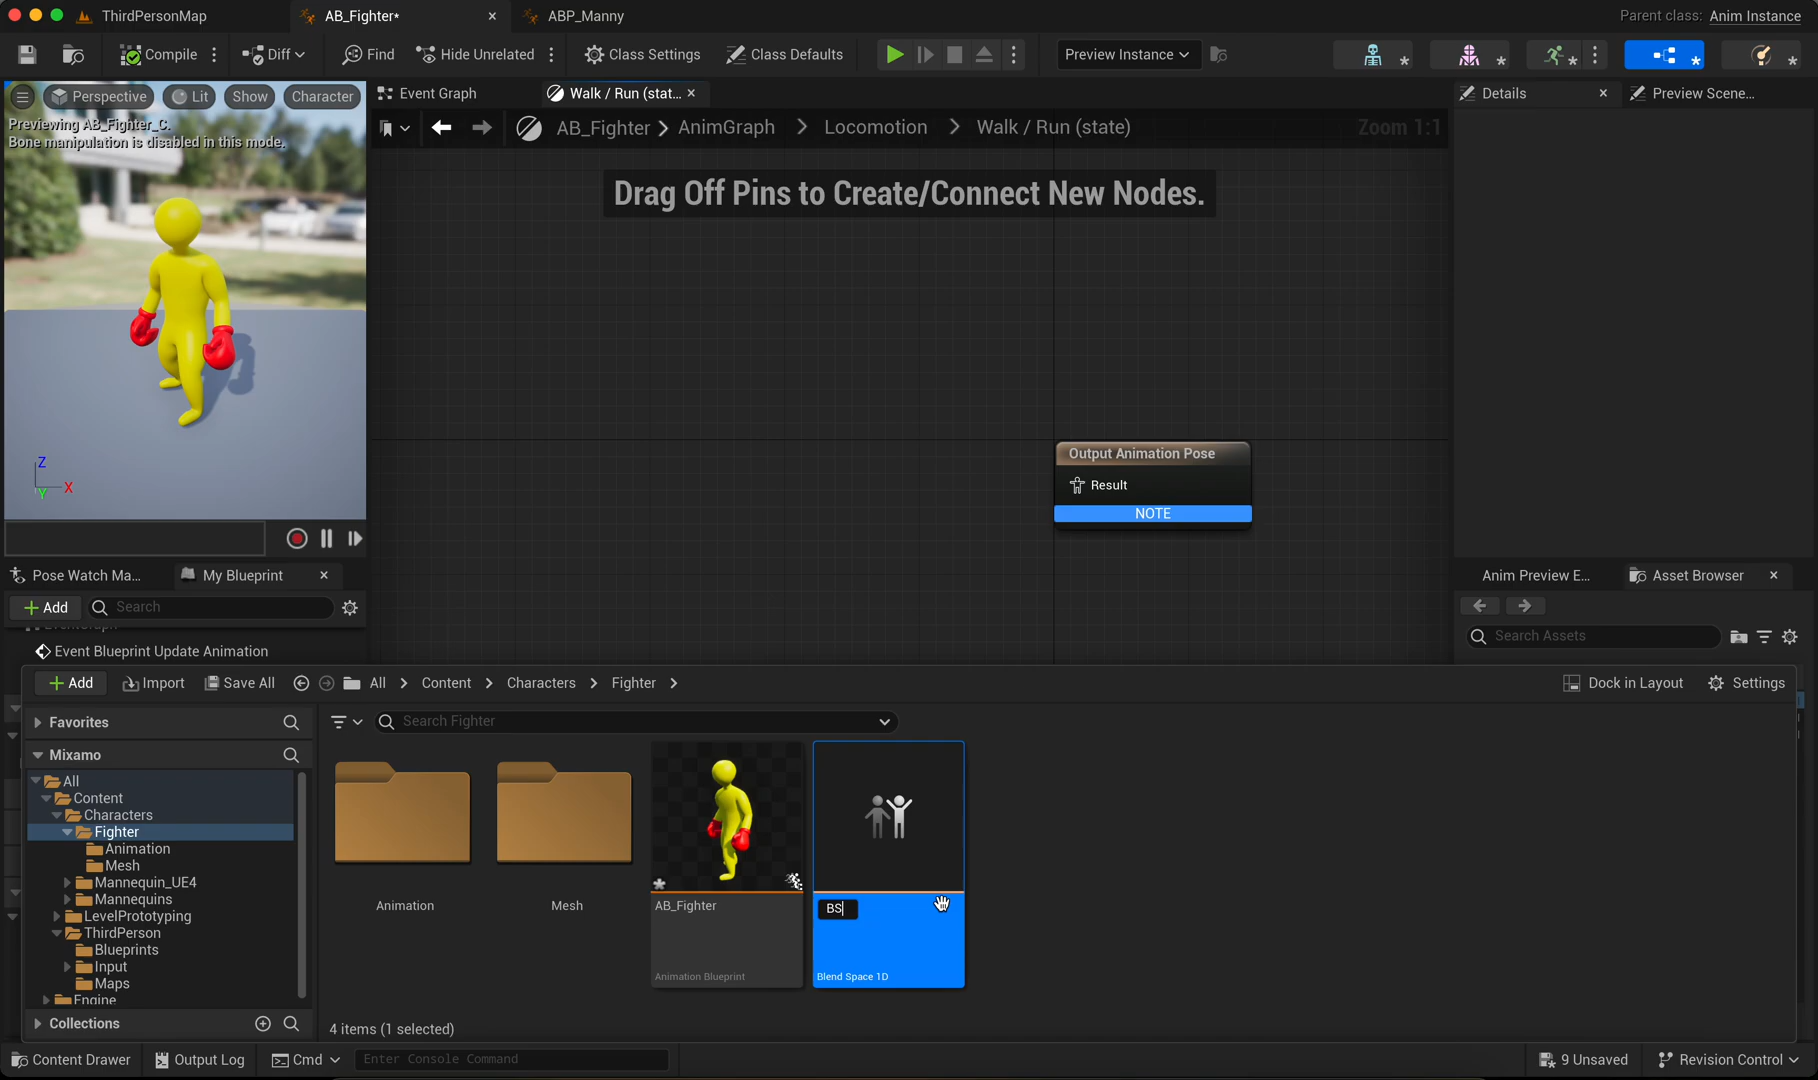 ThirdPersonMap
AB_Fighter*
ABP_Manny
Parent class: Anim Instance
Compile
Diff
Find
Hide Unrelated
Class Settings
Class Defaults
Preview Instance
Perspective
Lit
Show
Character
Previewing AB_Fighter_C.
Bone manipulation is disabled in this mode.
Z
X
Y
Event Graph
Walk / Run (stat...
AB_Fighter
AnimGraph
Locomotion
Walk / Run (state)
Zoom 1:1
Drag Off Pins to Create/Connect New Nodes.
Output Animation Pose
Result
NOTE
Details
Preview Scene...
Pose Watch Ma...
My Blueprint
Add
Search
Event Blueprint Update Animation
Anim Preview E...
Asset Browser
Search Assets
Add
Import
Save All
All
Content
Characters
Fighter
Dock in Layout
Settings
Favorites
Search Fighter
Mixamo
All
Content
Characters
Fighter
Animation
Mesh
Mannequin_UE4
Mannequins
LevelPrototyping
ThirdPerson
Blueprints
Input
Maps
Engine
Collections
Animation
Mesh
AB_Fighter
Animation Blueprint
BS
Blend Space 1D
4 items (1 selected)
Content Drawer
Output Log
Cmd
Enter Console Command
9 Unsaved
Revision Control